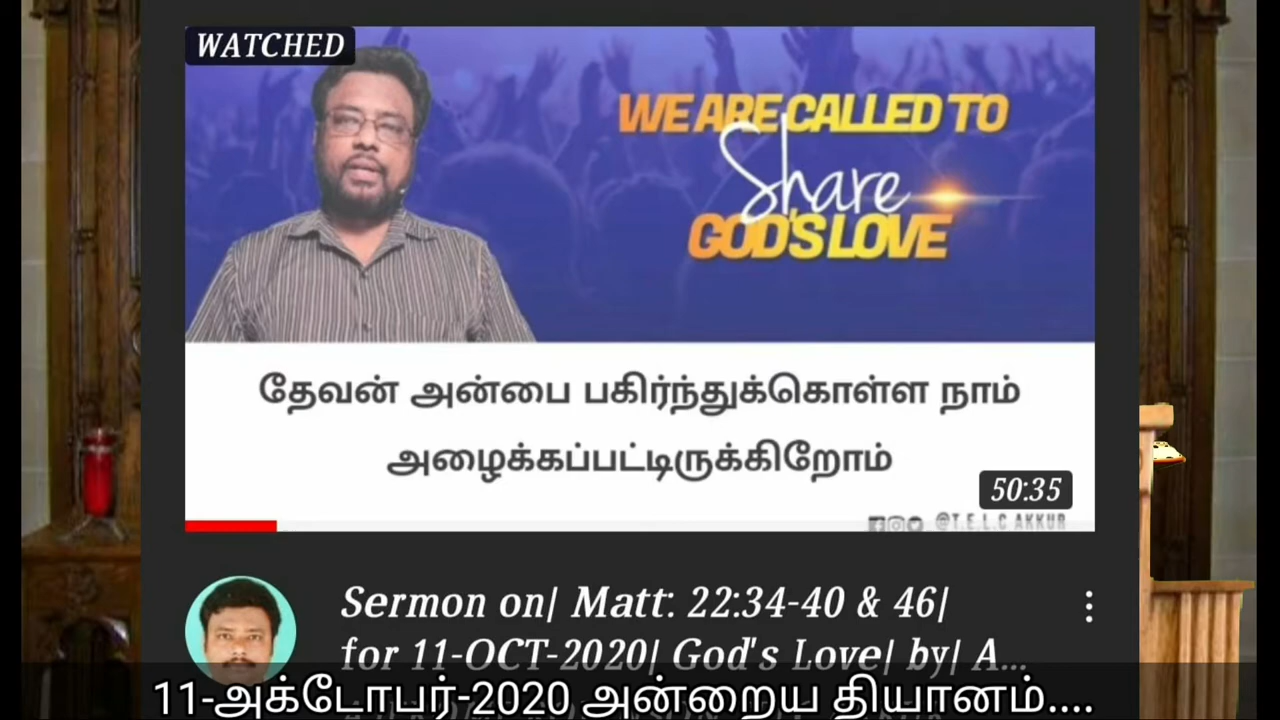 WATCHED
WE ARE CALLED TO
Share
GOD'S LOVE
தேவன் அன்பை பகிர்ந்துக்கொள்ள நாம்
அழைக்கப்பட்டிருக்கிறோம்
50:35
@T.E.L.C AKKUR
Sermon on| Matt: 22:34-40 & 46|
for 11-OCT-2020| God's Love| by| A...
11-அக்டோபர்-2020 அன்றைய தியானம்....